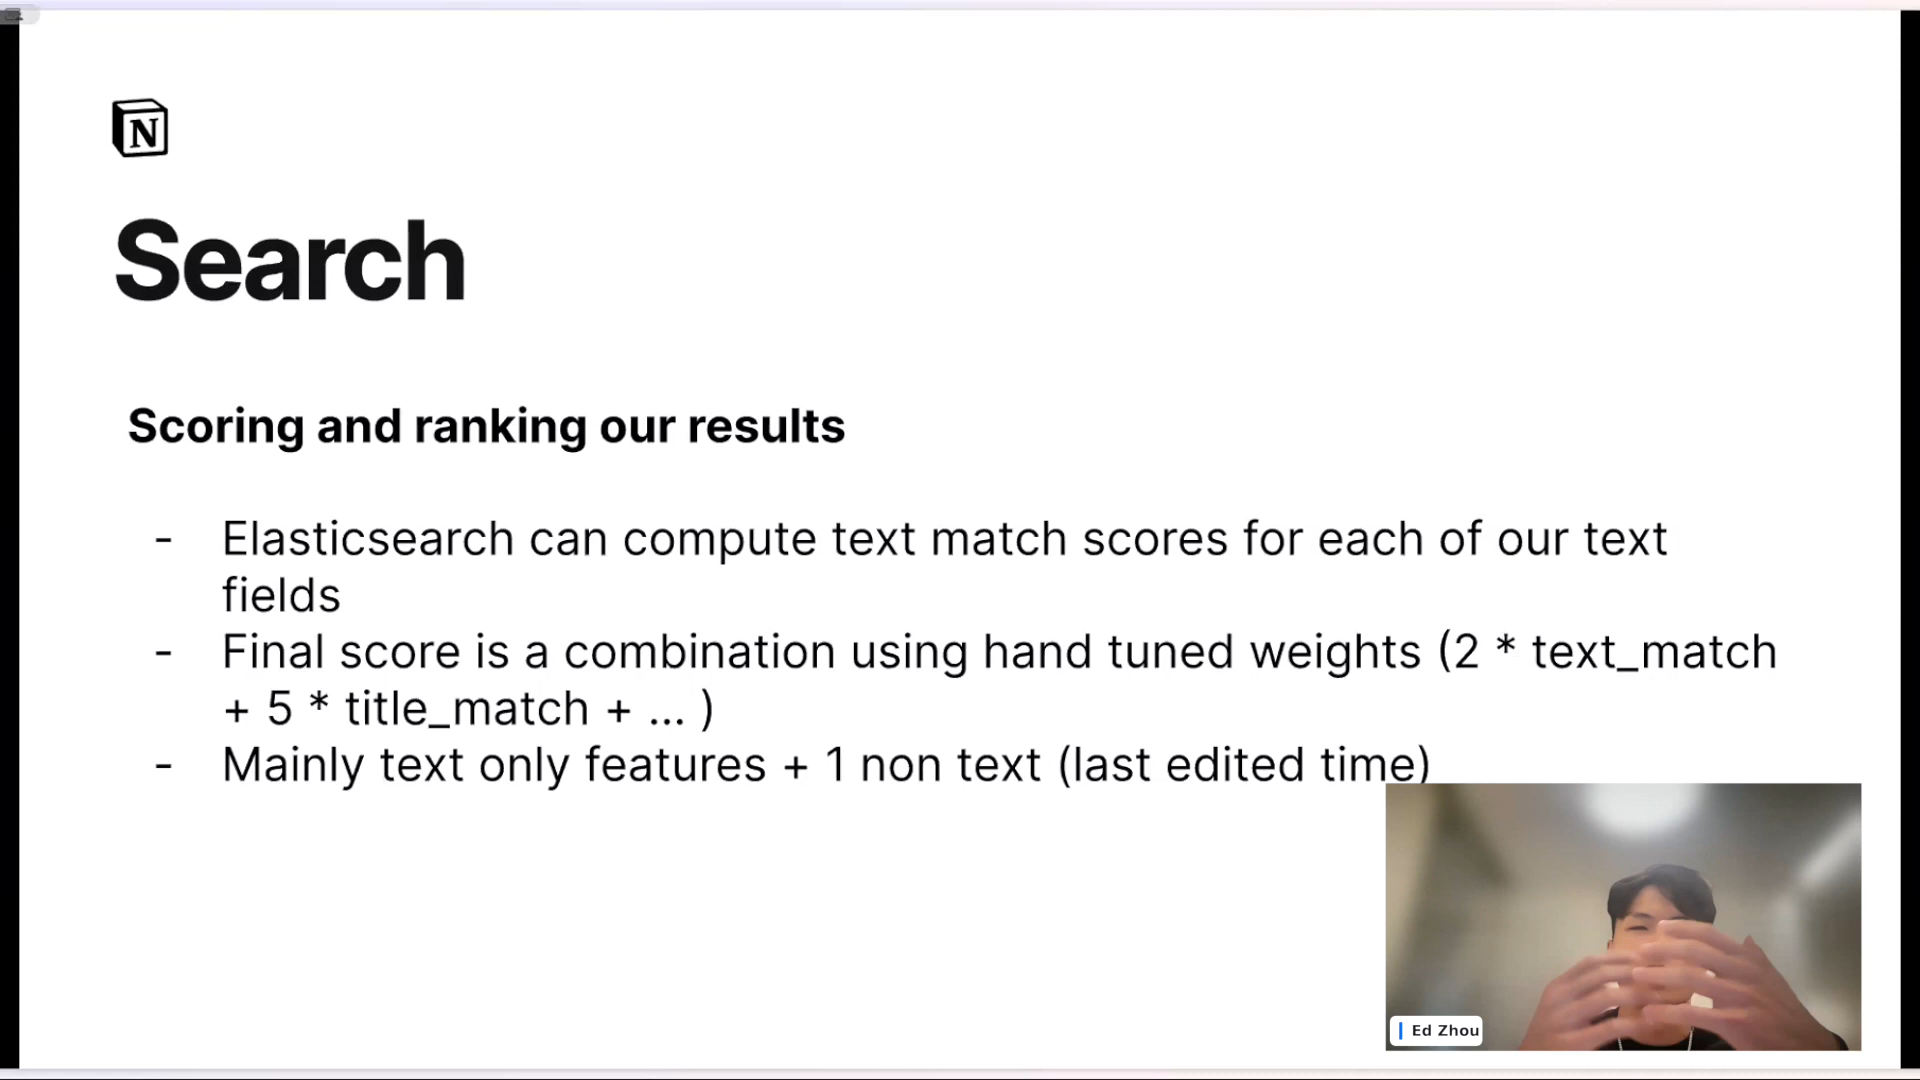 N
Search
Scoring and ranking our results
- Elasticsearch can compute text match scores for each of our text
fields
- Final score is a combination using hand tuned weights (2 * text_match
+ 5 * title_match + ... )
- Mainly text only features + 1 non text (last edited time)
Ed Zhou